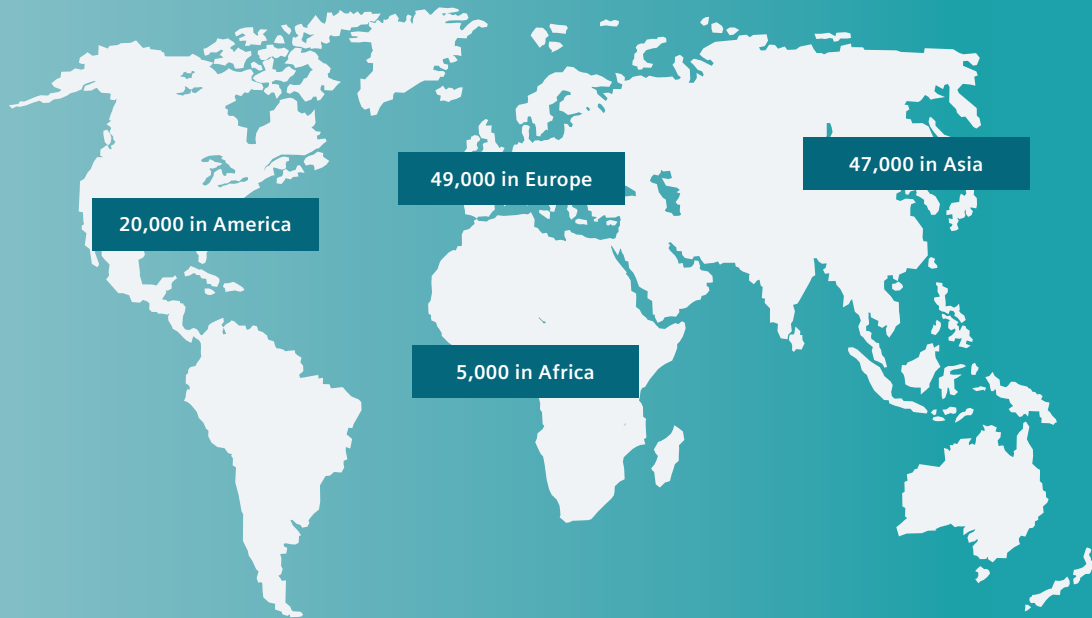 47,000 in Asia
49,000 in Europe
20,000 in America
5,000 in Africa